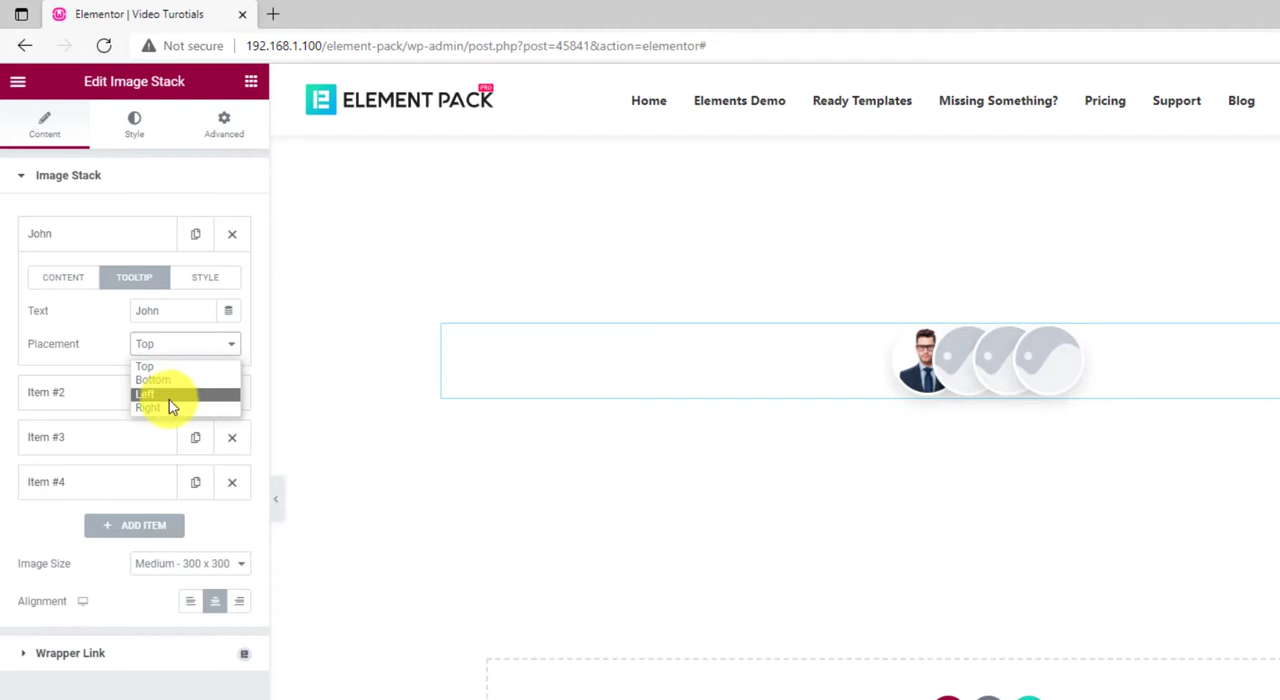 Elementor | Video Turotials
Not secure 192.168.1.100/element-pack/wp-admin/post.php?post=45841&action=elementor#
Edit Image Stack
Content Style Advanced
Image Stack
John
CONTENT TOOLTIP STYLE
Text John
Placement Top
Top
Bottom
Left
Right
Item #2
Item #3
Item #4
+ ADD ITEM
Image Size Medium - 300 x 300
Alignment
Wrapper Link
ELEMENT PACK PRO
Home Elements Demo Ready Templates Missing Something? Pricing Support Blog